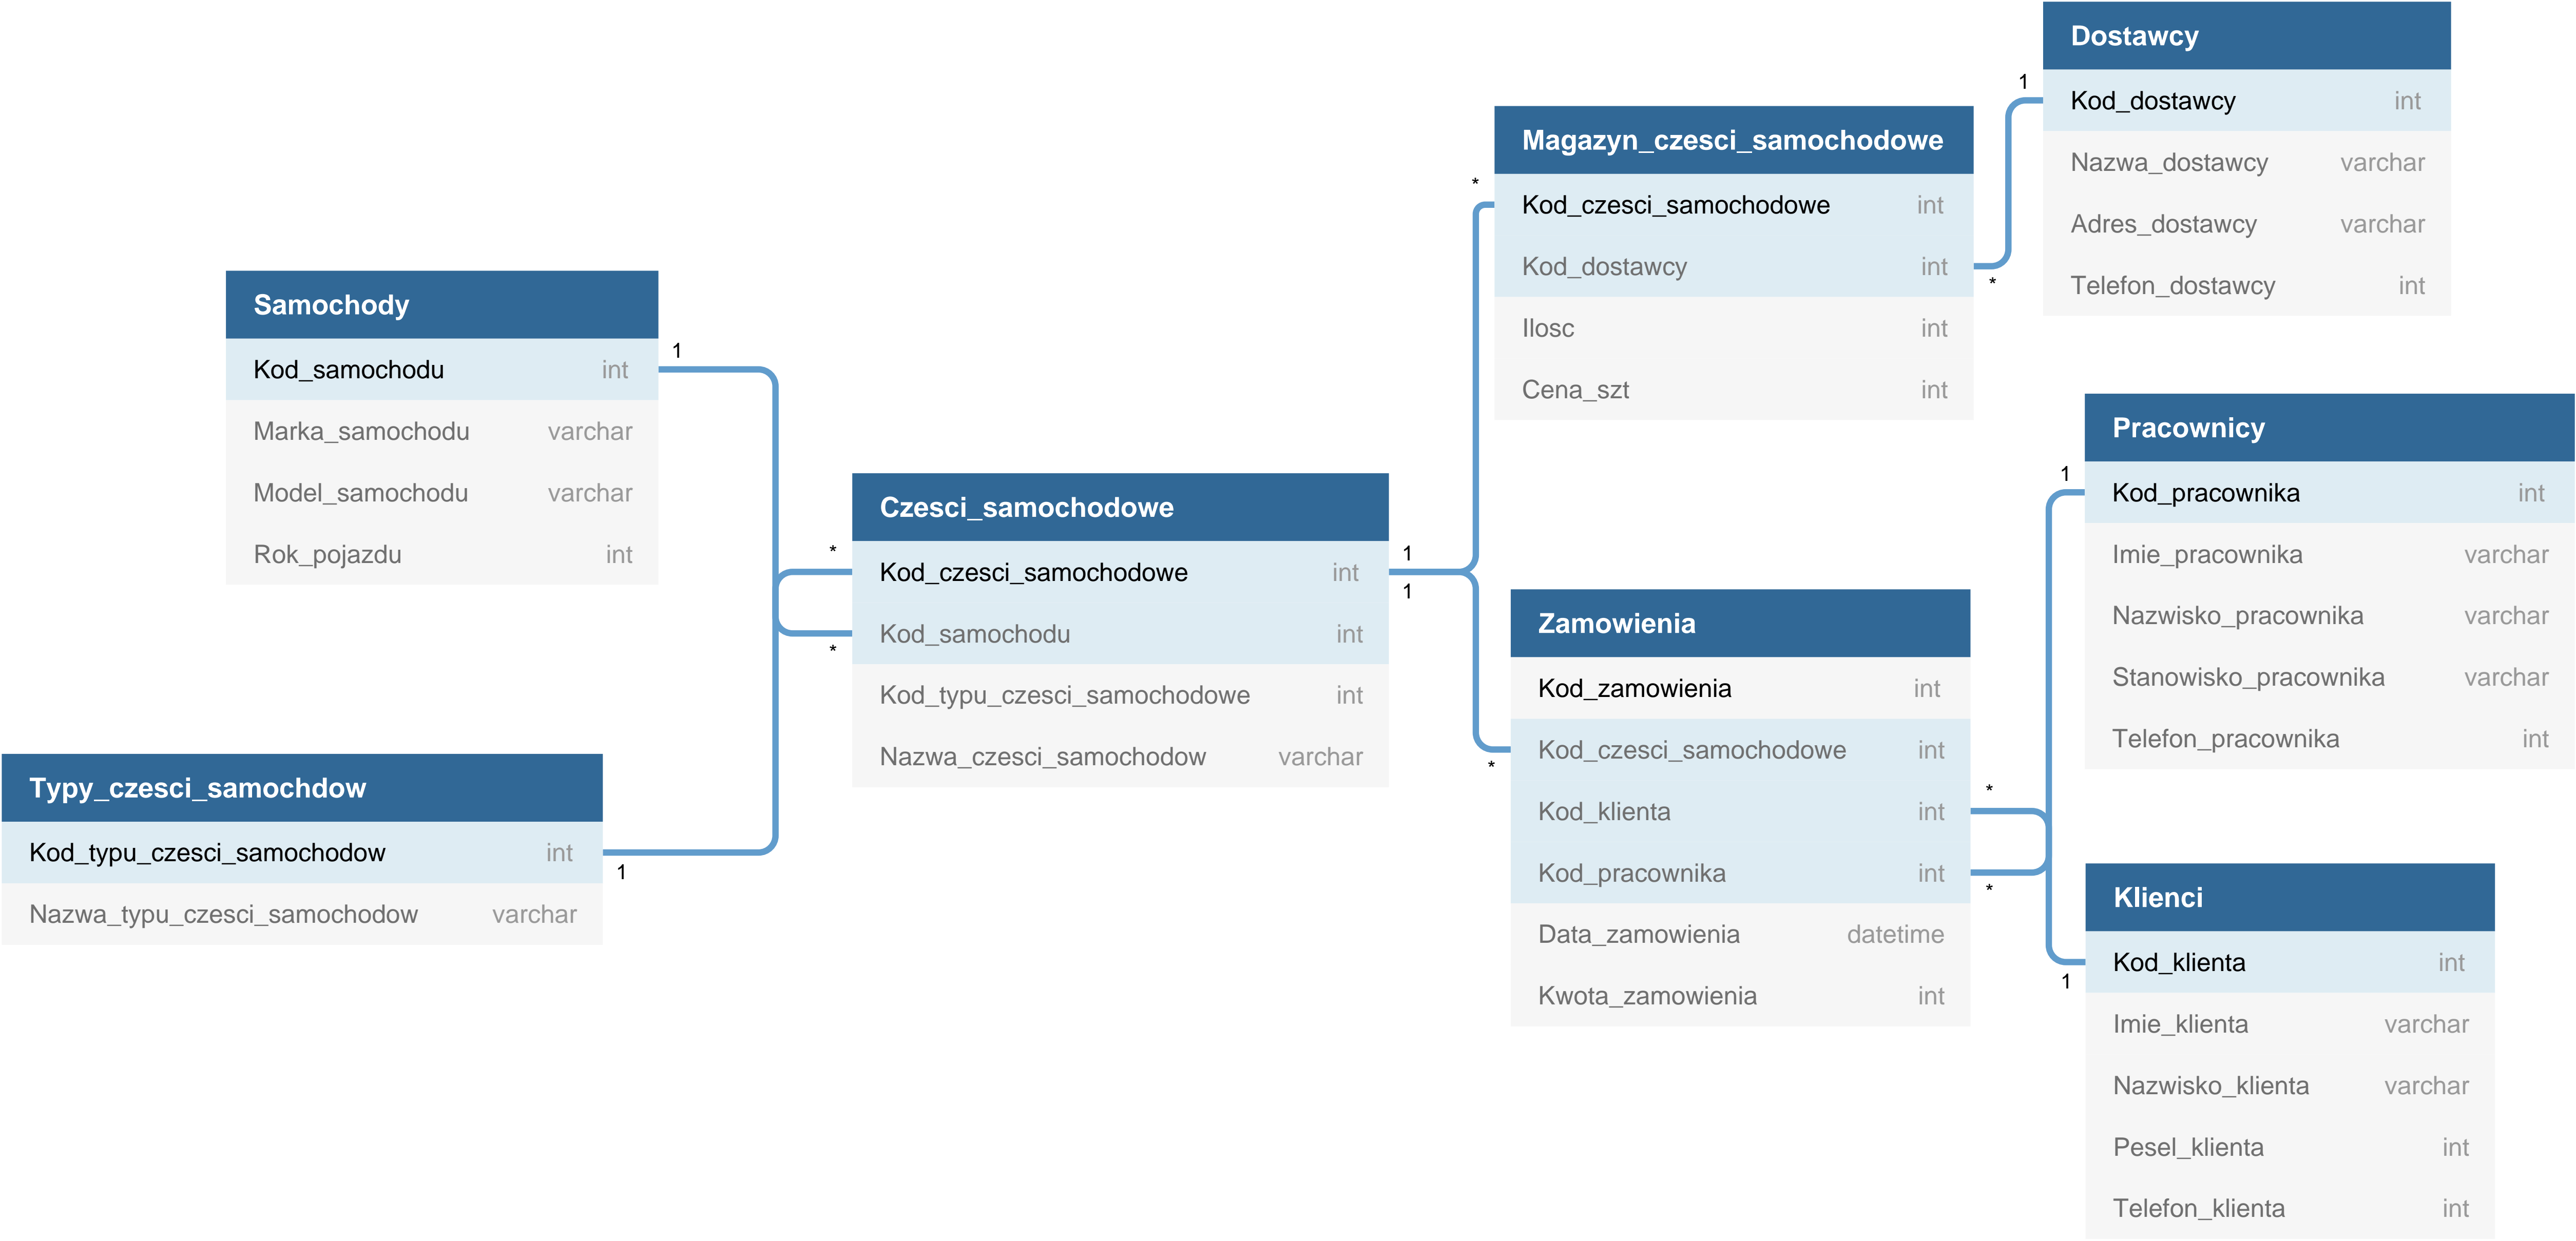 Dostawcy
Kod_dostawcy int
Nazwa_dostawcy varchar
Adres_dostawcy varchar
Telefon_dostawcy int
1
*
Magazyn_czesci_samochodowe
Kod_czesci_samochodowe int
Kod_dostawcy int
Ilosc int
Cena_szt int
*
Samochody
Kod_samochodu int
Marka_samochodu varchar
Model_samochodu varchar
Rok_pojazdu int
1
Czesci_samochodowe
Kod_czesci_samochodowe int
Kod_samochodu int
Kod_typu_czesci_samochodowe int
Nazwa_czesci_samochodow varchar
*
*
1
1
Typy_czesci_samochdow
Kod_typu_czesci_samochodow int
Nazwa_typu_czesci_samochodow varchar
1
Zamowienia
Kod_zamowienia int
Kod_czesci_samochodowe int
Kod_klienta int
Kod_pracownika int
Data_zamowienia datetime
Kwota_zamowienia int
*
*
*
Pracownicy
Kod_pracownika int
Imie_pracownika varchar
Nazwisko_pracownika varchar
Stanowisko_pracownika varchar
Telefon_pracownika int
1
Klienci
Kod_klienta int
Imie_klienta varchar
Nazwisko_klienta varchar
Pesel_klienta int
Telefon_klienta int
1